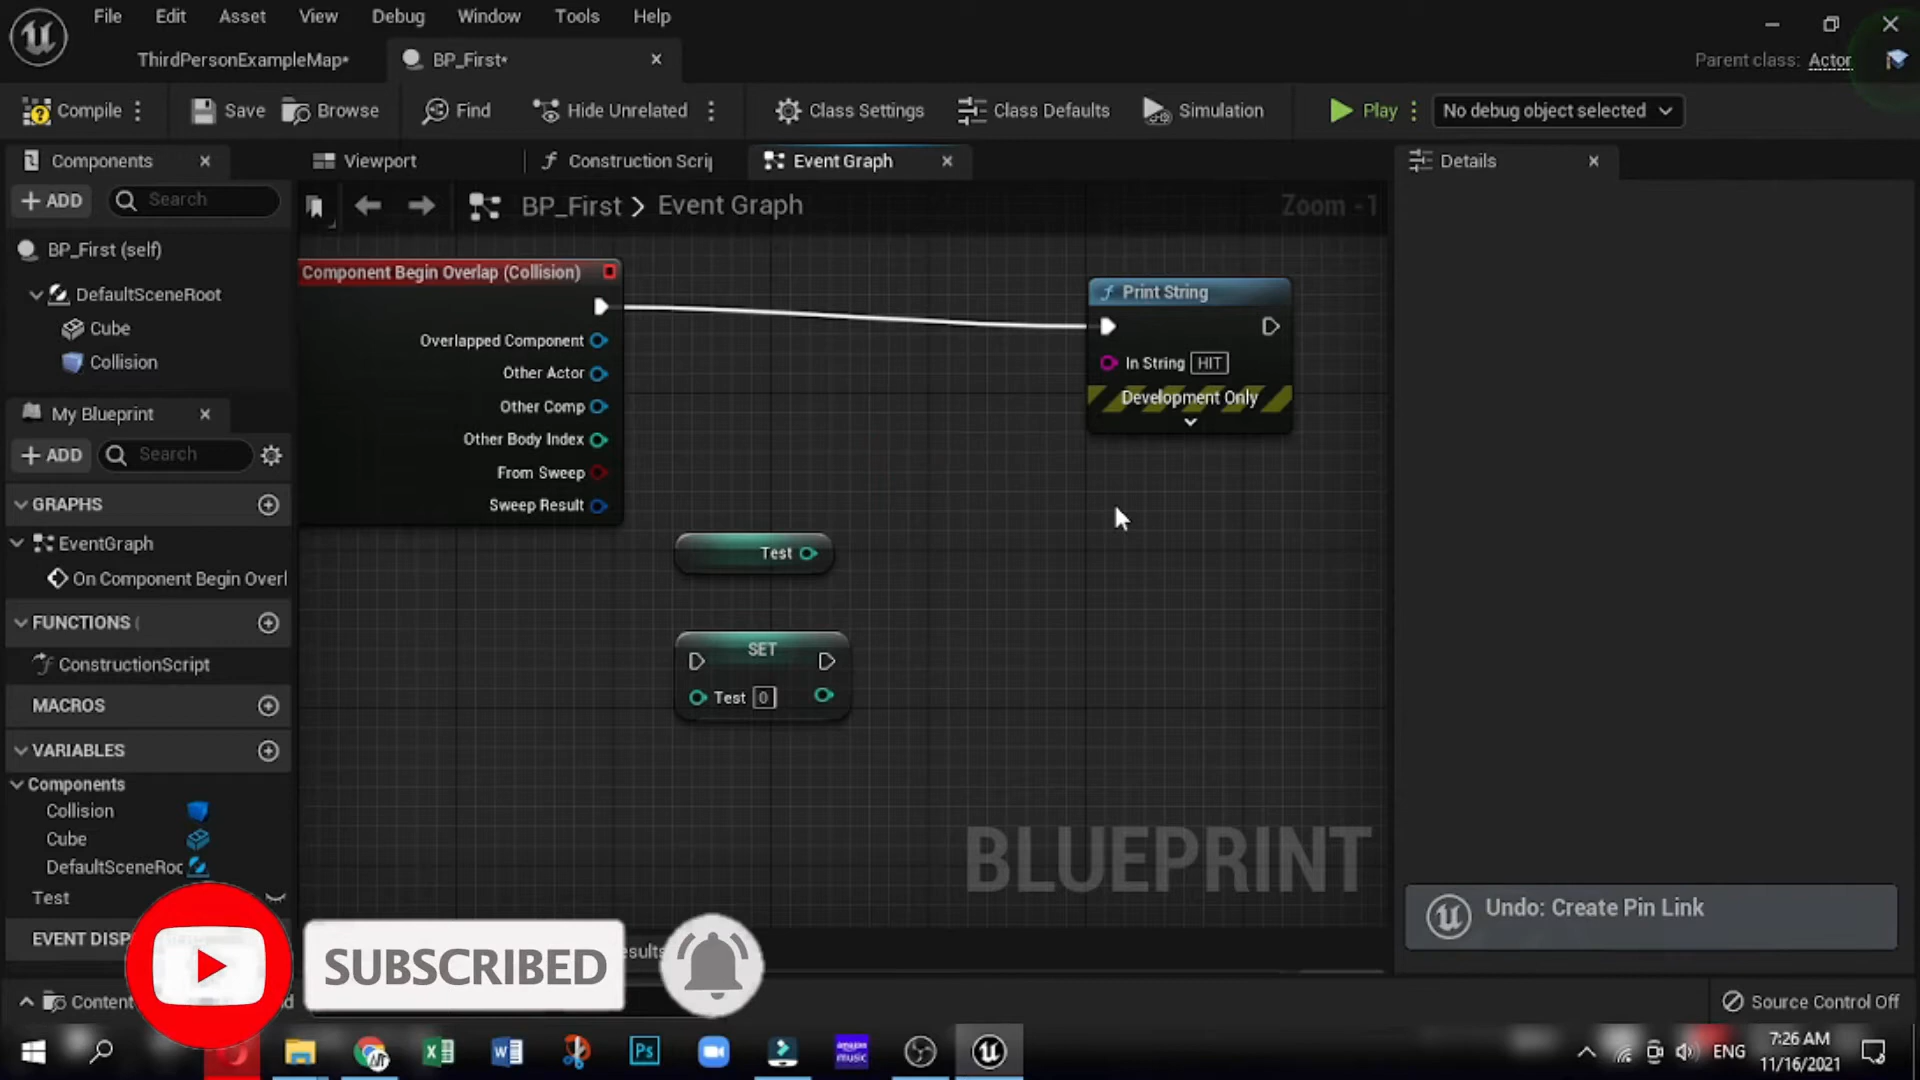 File Edit Asset View Debug Window Tools Help
ThirdPersonExampleMap*
BP_First*
Parent class: Actor
Compile
Save
Browse
Find
Hide Unrelated
Class Settings
Class Defaults
Simulation
Play
No debug object selected
Components
Viewport
Construction Scrip
Event Graph
Details
ADD
Search
BP_First > Event Graph
Zoom -1
BP_First (self)
DefaultSceneRoot
Cube
Collision
My Blueprint
ADD
Search
GRAPHS
EventGraph
On Component Begin Overl
FUNCTIONS (
ConstructionScript
MACROS
VARIABLES
Components
Collision
Cube
DefaultSceneRoo
Test
EVENT DISP
Component Begin Overlap (Collision)
Overlapped Component
Other Actor
Other Comp
Other Body Index
From Sweep
Sweep Result
Print String
In String HIT
Development Only
Test
SET
Test 0
BLUEPRINT
Undo: Create Pin Link
SUBSCRIBED
esults
Content
d
Source Control Off
Ps
amazon music
ENG
7:26 AM
11/16/2021